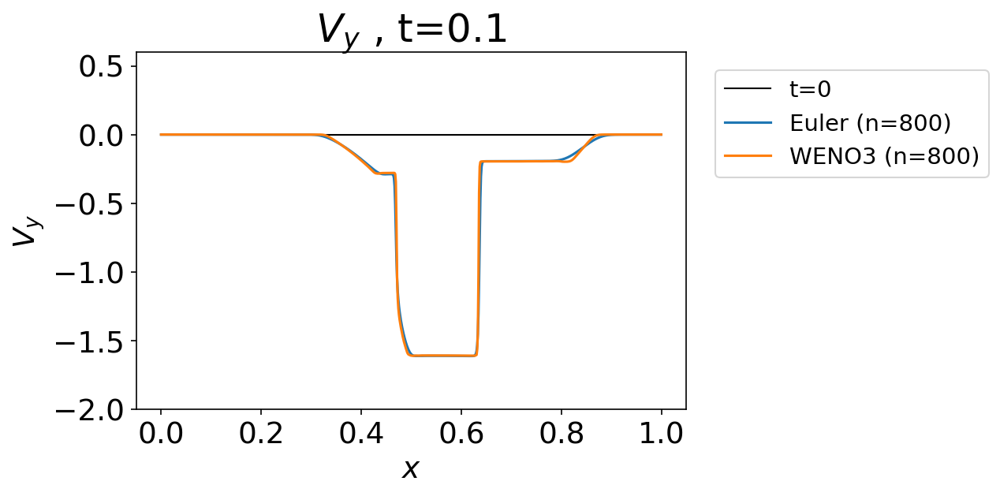 V_y , t=0.1
0.5
0.0
−0.5
−1.0
−1.5
−2.0
V_y
0.0 0.2 0.4 0.6 0.8 1.0
x
t=0
Euler (n=800)
WENO3 (n=800)